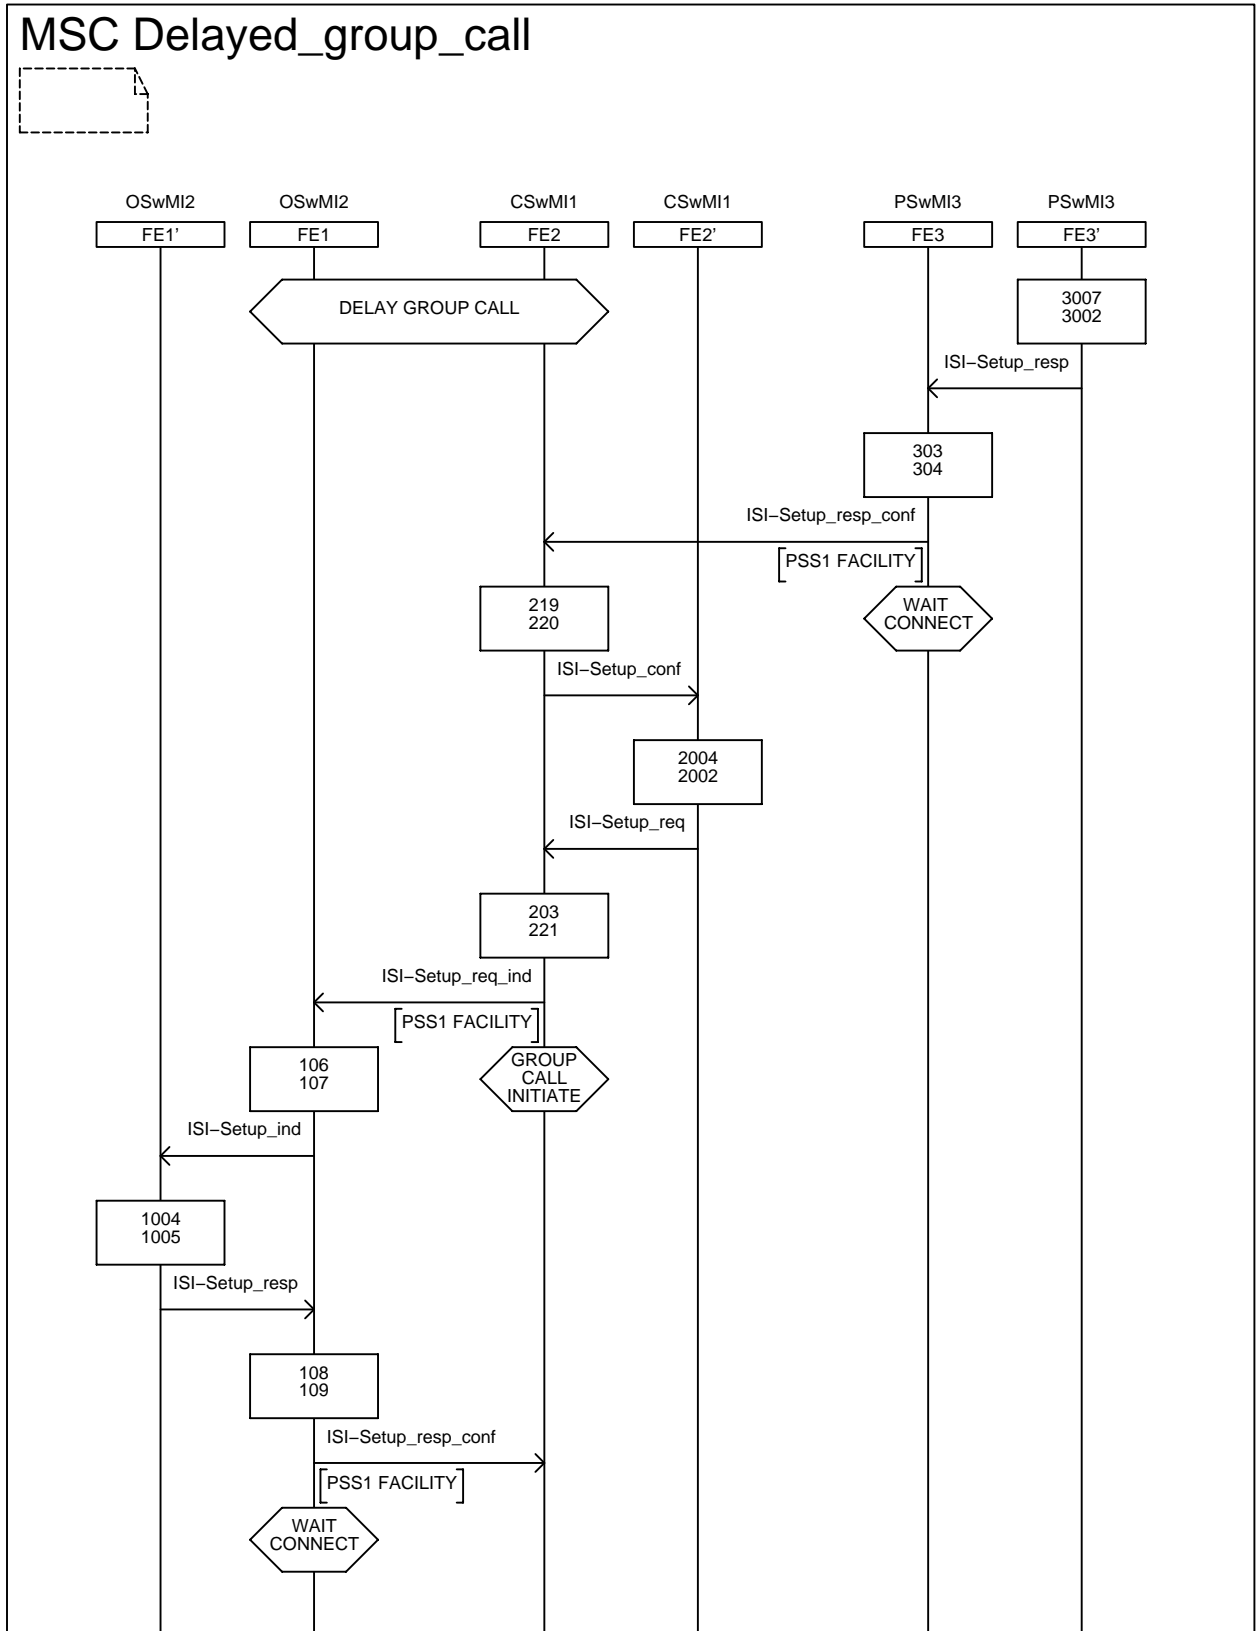 MSC Delayed_group_call
OSwMI2 OSwMI2 CSwMI1 CSwMI1 PSwMI3 PSwMI3
FE1' FE1 FE2 FE2' FE3 FE3'
DELAY GROUP CALL
3007
3002
ISI−Setup_resp
303
304
ISI−Setup_resp_conf
PSS1 FACILITY
219
220
WAIT
CONNECT
ISI−Setup_conf
2004
2002
ISI−Setup_req
203
221
ISI−Setup_req_ind
PSS1 FACILITY
106
107
GROUP
CALL
INITIATE
ISI−Setup_ind
1004
1005
ISI−Setup_resp
108
109
ISI−Setup_resp_conf
PSS1 FACILITY
WAIT
CONNECT